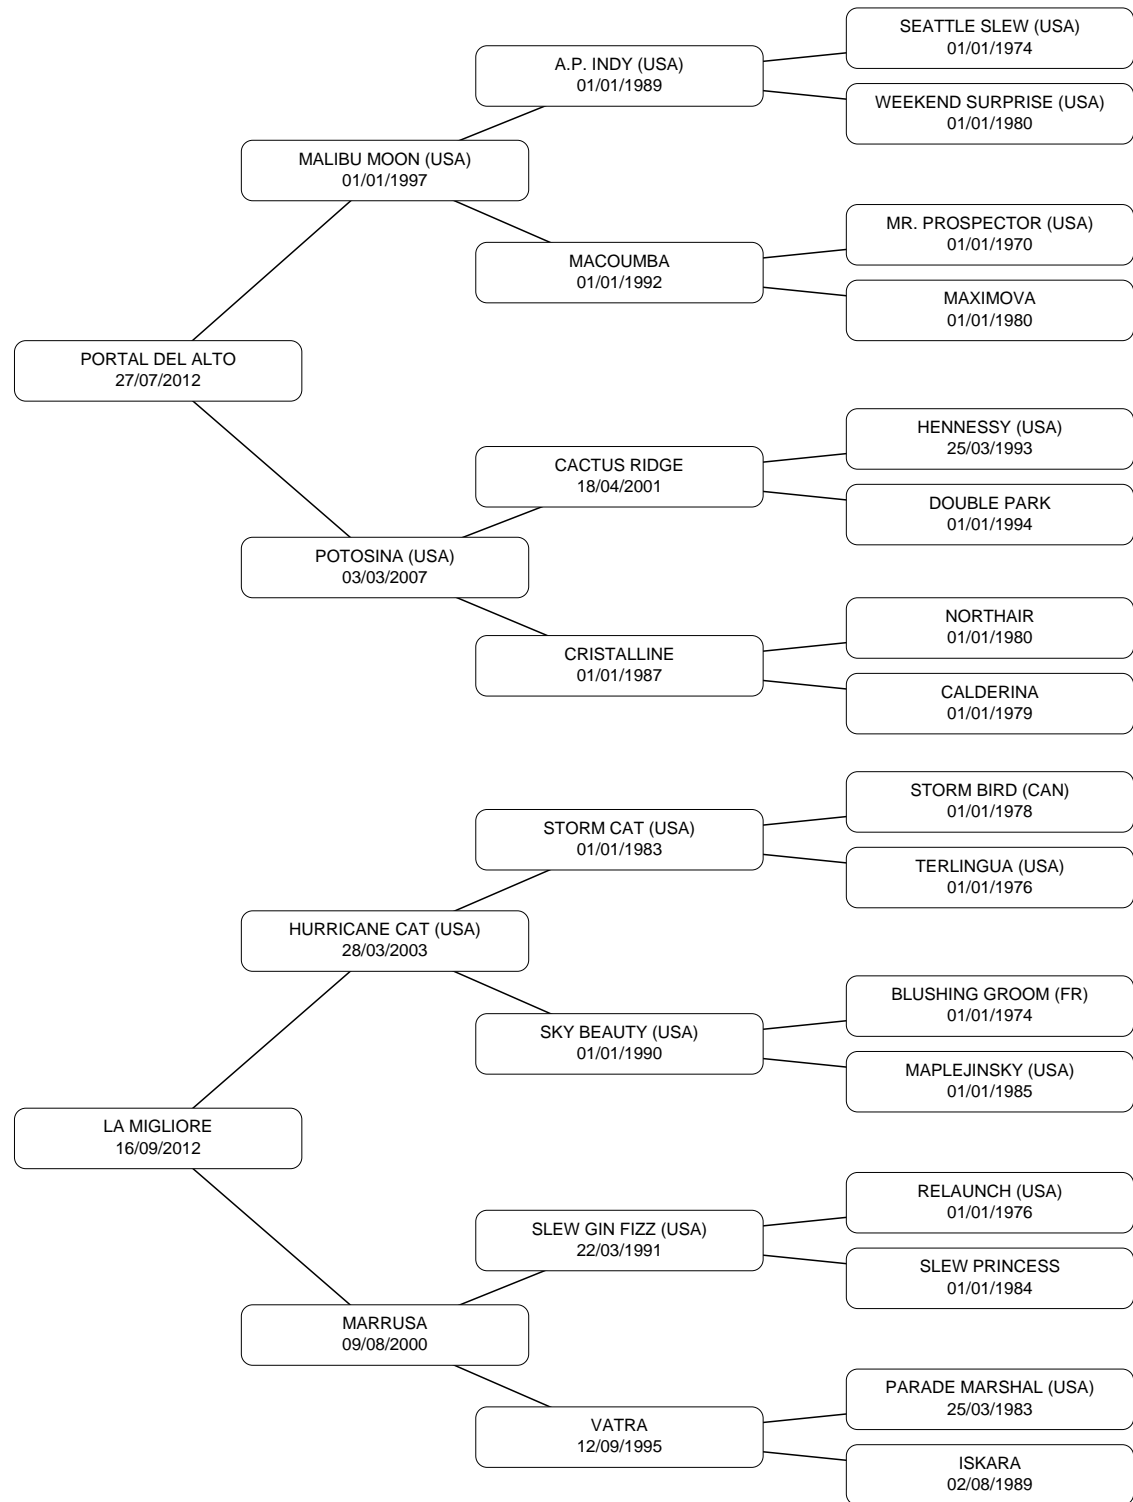 SEATTLE SLEW (USA)
01/01/1974
A.P. INDY (USA)
01/01/1989
WEEKEND SURPRISE (USA)
01/01/1980
MALIBU MOON (USA)
01/01/1997
MR. PROSPECTOR (USA)
01/01/1970
MACOUMBA
01/01/1992
MAXIMOVA
01/01/1980
PORTAL DEL ALTO
27/07/2012
HENNESSY (USA)
25/03/1993
CACTUS RIDGE
18/04/2001
DOUBLE PARK
01/01/1994
POTOSINA (USA)
03/03/2007
NORTHAIR
01/01/1980
CRISTALLINE
01/01/1987
CALDERINA
01/01/1979
STORM BIRD (CAN)
01/01/1978
STORM CAT (USA)
01/01/1983
TERLINGUA (USA)
01/01/1976
HURRICANE CAT (USA)
28/03/2003
BLUSHING GROOM (FR)
01/01/1974
SKY BEAUTY (USA)
01/01/1990
MAPLEJINSKY (USA)
01/01/1985
LA MIGLIORE
16/09/2012
RELAUNCH (USA)
01/01/1976
SLEW GIN FIZZ (USA)
22/03/1991
SLEW PRINCESS
01/01/1984
MARRUSA
09/08/2000
PARADE MARSHAL (USA)
25/03/1983
VATRA
12/09/1995
ISKARA
02/08/1989